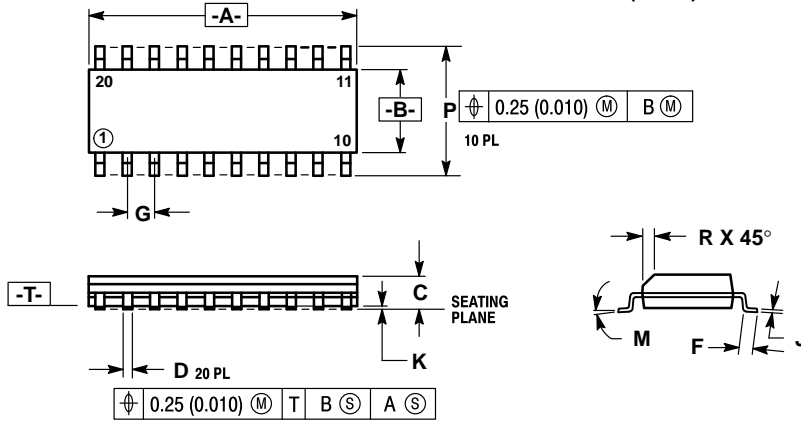 -A-
20 11
-B- P ⌖ 0.25 (0.010) Ⓜ B Ⓜ
① 10 10 PL
G
R X 45°
-T- C SEATING
PLANE
M F J
K
D 20 PL
⌖ 0.25 (0.010) Ⓜ T B Ⓢ A Ⓢ